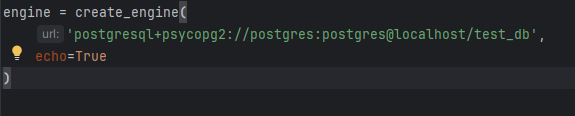 engine = create_engine(
url: 'postgresql+psycopg2://postgres:postgres@localhost/test_db',
echo=True
)